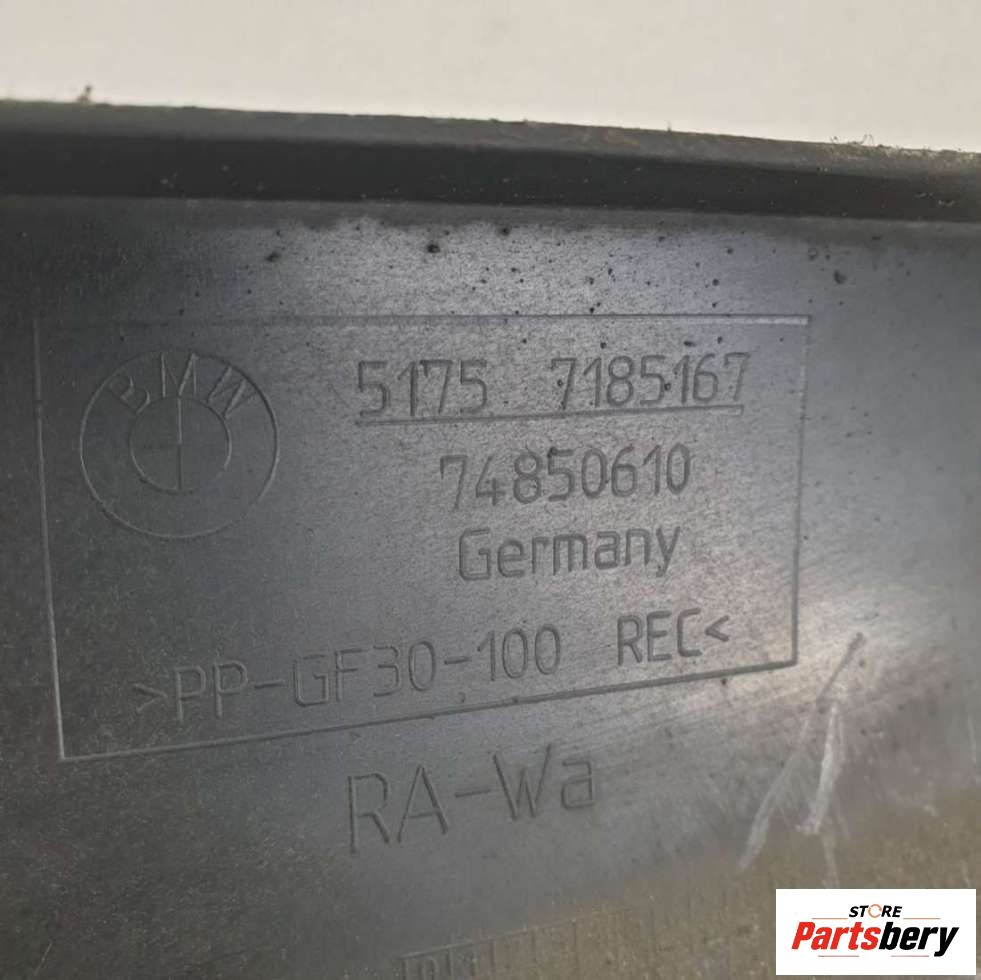 BMW
5175 7185167
74850610
Germany
>PP-GF30-100 REC<
RA-Wa
STORE
Partsbery